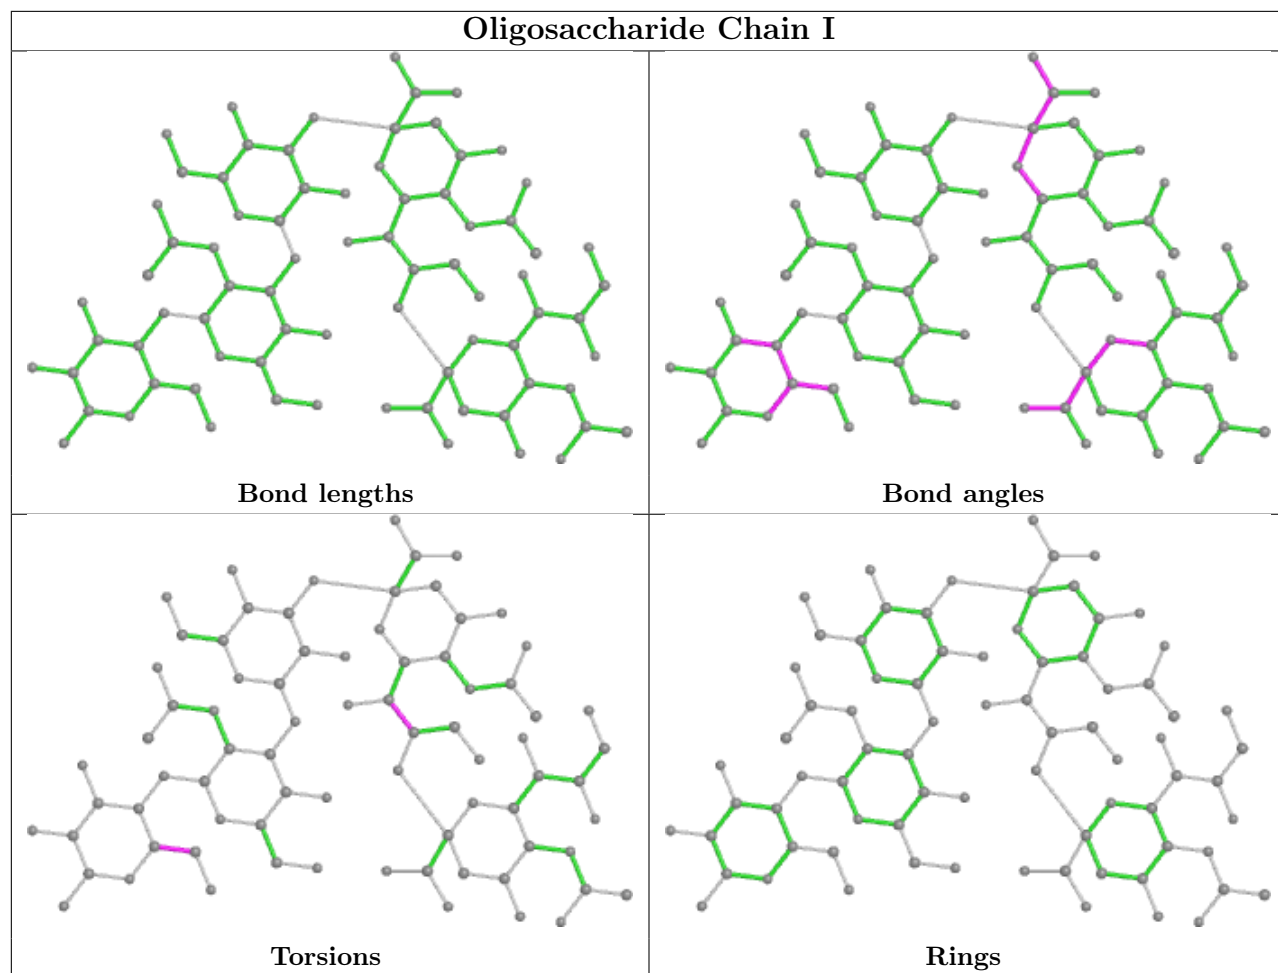 Oligosaccharide Chain I
Bond lengths
Bond angles
Torsions
Rings